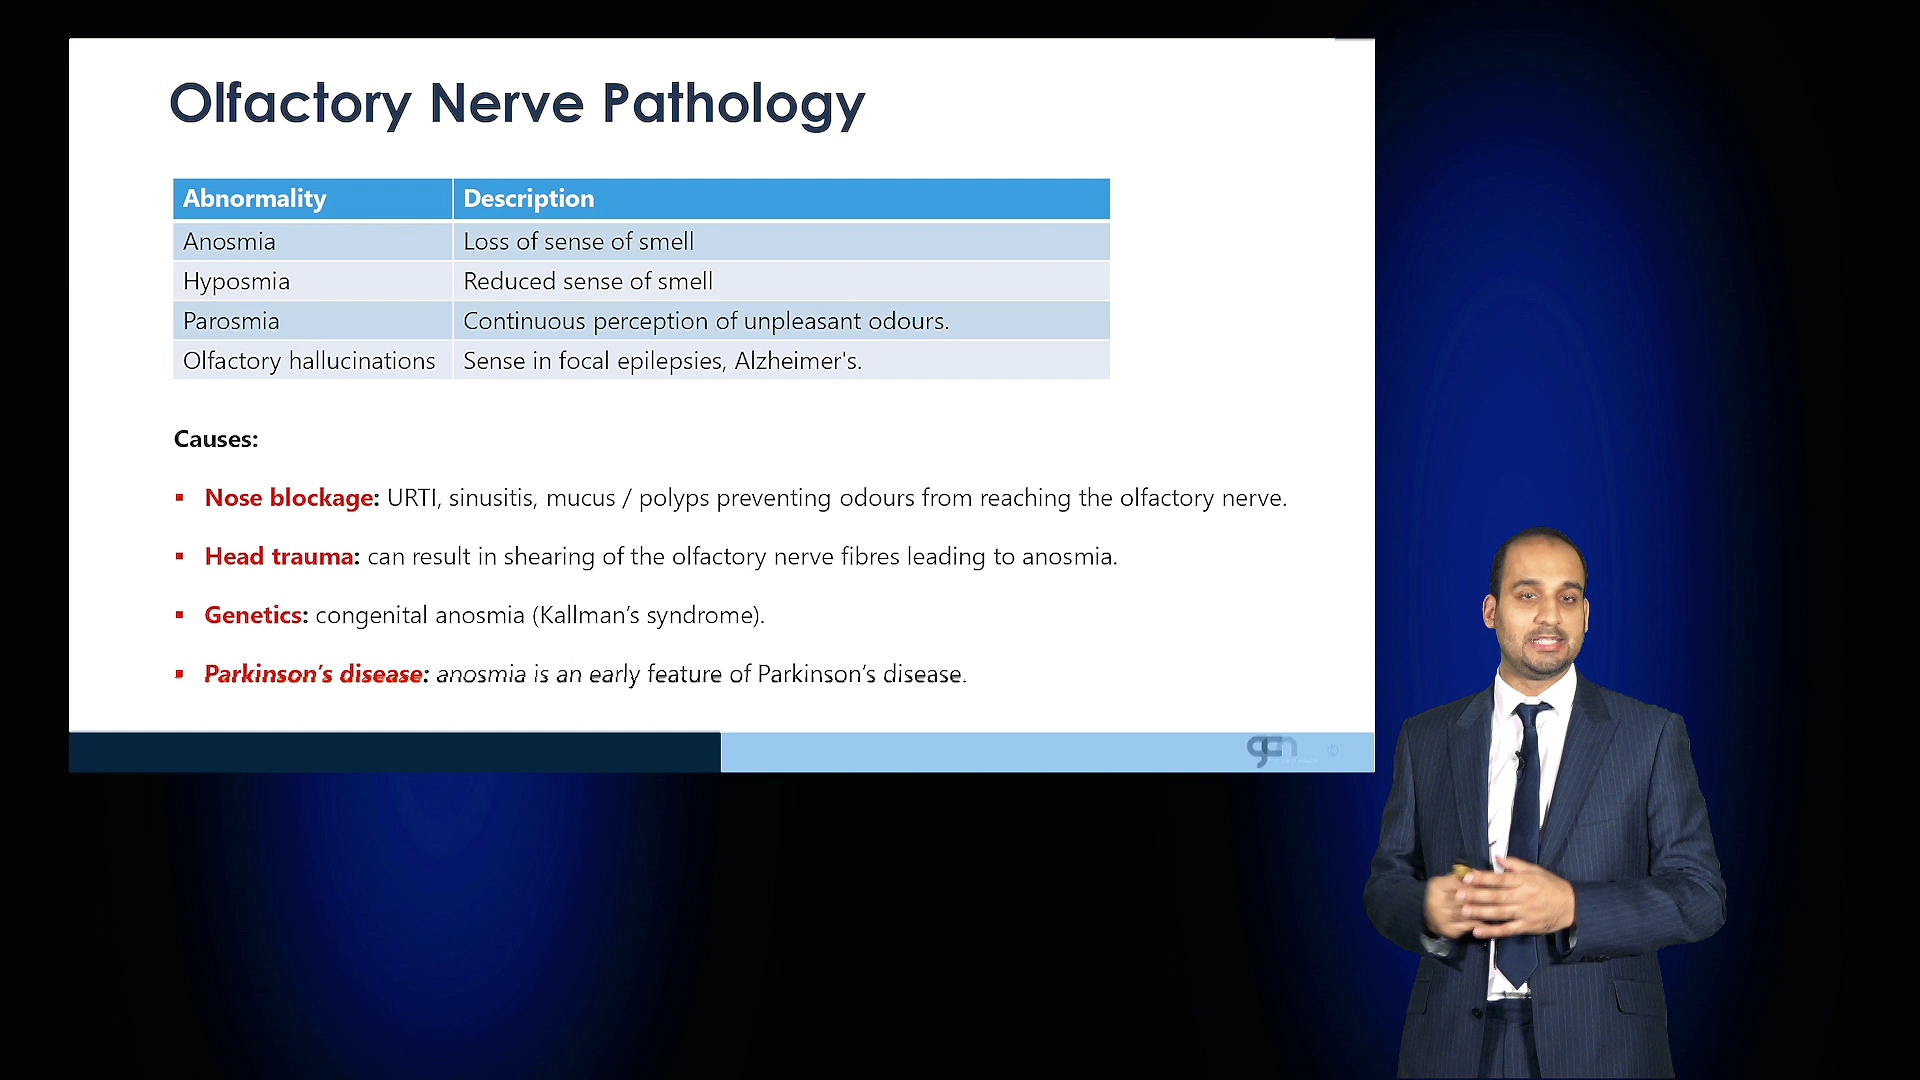 Olfactory Nerve Pathology
Abnormality Description
Anosmia Loss of sense of smell
Hyposmia Reduced sense of smell
Parosmia Continuous perception of unpleasant odours.
Olfactory hallucinations Sense in focal epilepsies, Alzheimer's.
Causes:
▪ Nose blockage: URTI, sinusitis, mucus / polyps preventing odours from reaching the olfactory nerve.
▪ Head trauma: can result in shearing of the olfactory nerve fibres leading to anosmia.
▪ Genetics: congenital anosmia (Kallman’s syndrome).
▪ Parkinson’s disease: anosmia is an early feature of Parkinson’s disease.
gcn ©